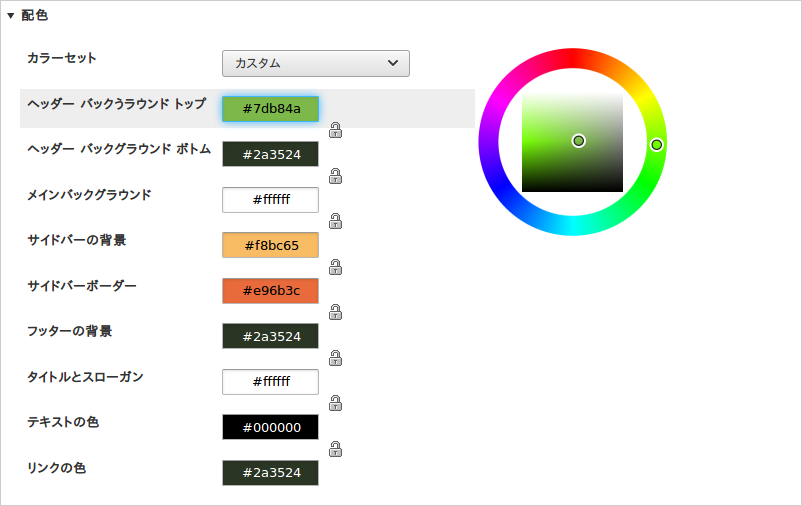 配色
カラーセット
カスタム
ヘッダー バックうラウンド トップ
#7db84a
ヘッダー バックグラウンド ボトム
#2a3524
メインバックグラウンド
#ffffff
サイドバーの背景
#f8bc65
サイドバーボーダー
#e96b3c
フッターの背景
#2a3524
タイトルとスローガン
#ffffff
テキストの色
#000000
リンクの色
#2a3524